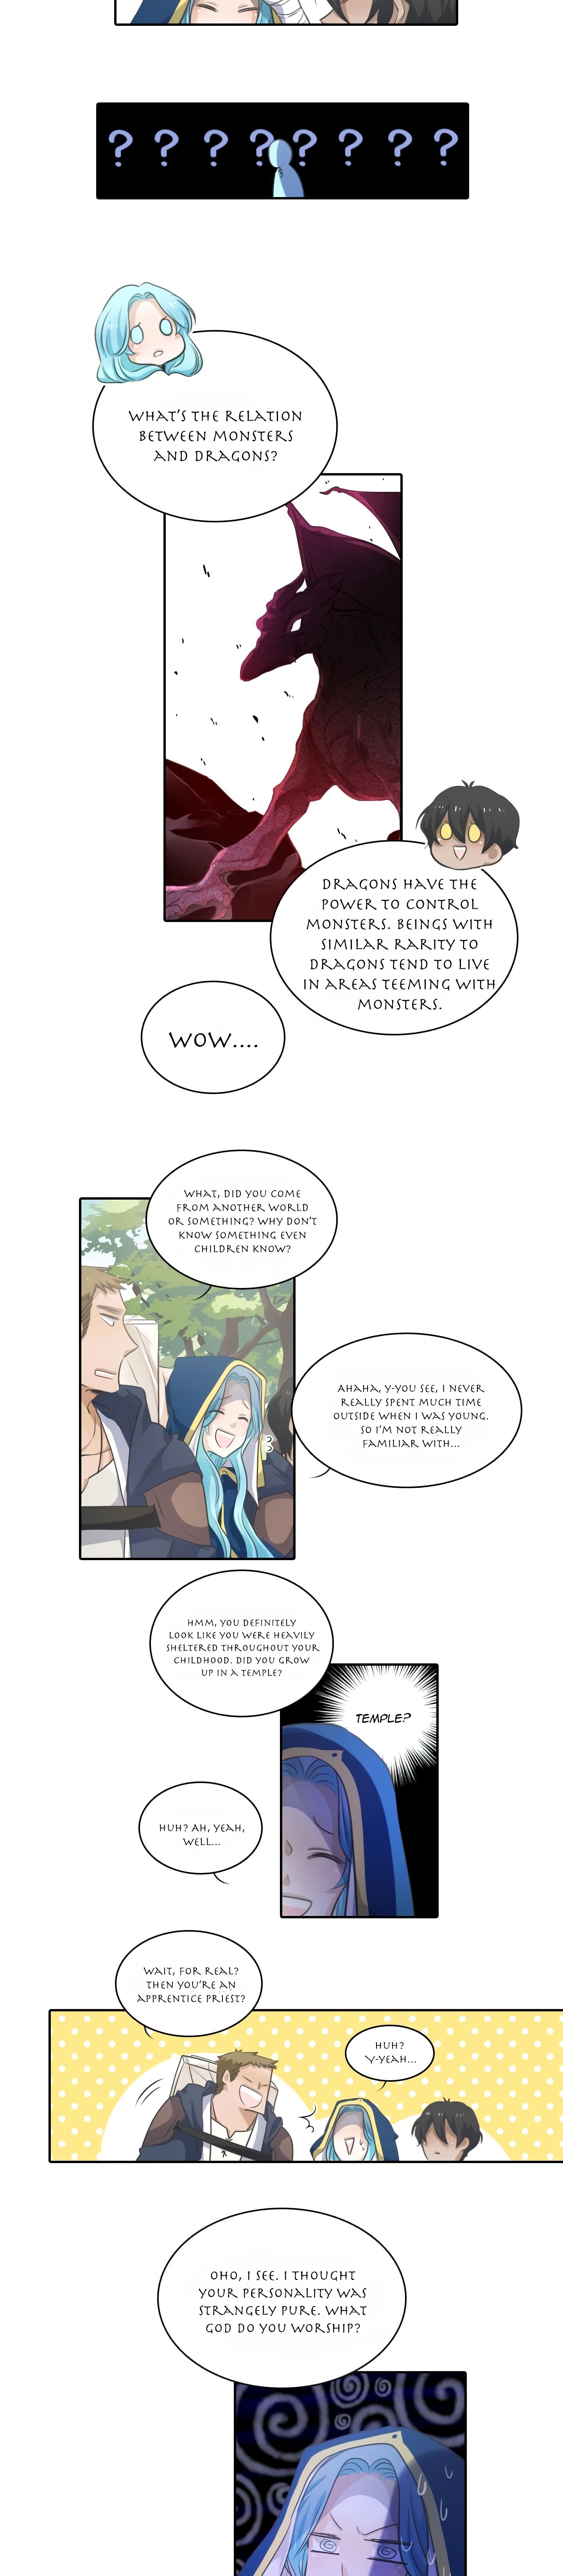 ? ? ? ? ? ? ? ?
WHAT'S THE RELATION
BETWEEN MONSTERS
AND DRAGONS?
DRAGONS HAVE THE
POWER TO CONTROL
MONSTERS. BEINGS WITH
SIMILAR RARITY TO
DRAGONS TEND TO LIVE
IN AREAS TEEMING WITH
MONSTERS.
WOW....
WHAT, DID YOU COME
FROM ANOTHER WORLD
OR SOMETHING? WHY DON'T
KNOW SOMETHING EVEN
CHILDREN KNOW?
AHAHA, Y-YOU SEE, I NEVER
REALLY SPENT MUCH TIME
OUTSIDE WHEN I WAS YOUNG.
SO I'M NOT REALLY
FAMILIAR WITH...
HMM, YOU DEFINITELY
LOOK LIKE YOU WERE HEAVILY
SHELTERED THROUGHOUT YOUR
CHILDHOOD. DID YOU GROW
UP IN A TEMPLE?
TEMPLE?
HUH? AH, YEAH,
WELL...
WAIT, FOR REAL?
THEN YOU'RE AN
APPRENTICE PRIEST?
HUH?
Y-YEAH...
OHO, I SEE. I THOUGHT
YOUR PERSONALITY WAS
STRANGELY PURE. WHAT
GOD DO YOU WORSHIP?